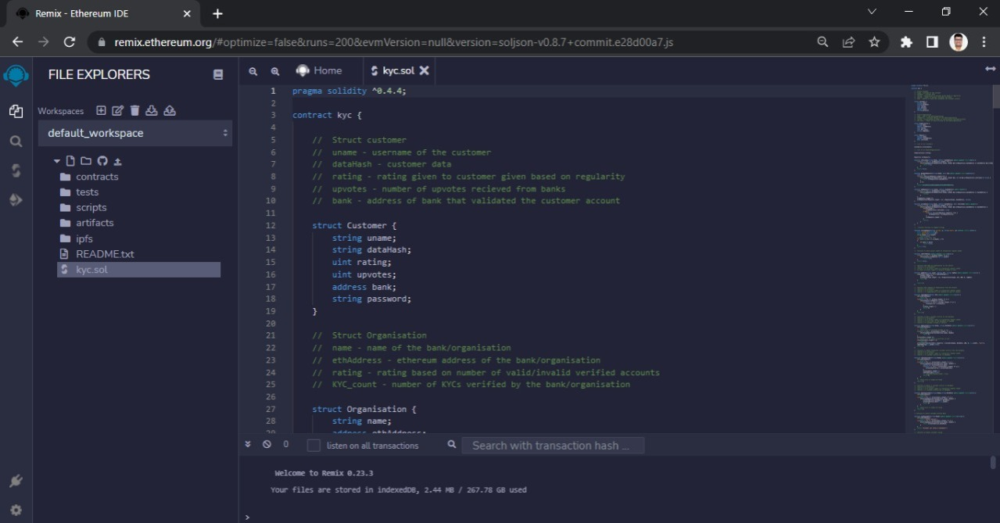 Remix - Ethereum IDE
remix.ethereum.org/#optimize=false&runs=200&evmVersion=null&version=soljson-v0.8.7+commit.e28d00a7.js
FILE EXPLORERS
Workspaces
default_workspace
contracts
tests
scripts
artifacts
ipfs
README.txt
kyc.sol
Home
kyc.sol
1 pragma solidity ^0.4.4;
2
3 contract kyc {
4
5 // Struct customer
6 // uname - username of the customer
7 // dataHash - customer data
8 // rating - rating given to customer given based on regularity
9 // upvotes - number of upvotes recieved from banks
10 // bank - address of bank that validated the customer account
11
12 struct Customer {
13 string uname;
14 string dataHash;
15 uint rating;
16 uint upvotes;
17 address bank;
18 string password;
19 }
20
21 // Struct Organisation
22 // name - name of the bank/organisation
23 // ethAddress - ethereum address of the bank/organisation
24 // rating - rating based on number of valid/invalid verified accounts
25 // KYC_count - number of KYCs verified by the bank/organisation
26
27 struct Organisation {
28 string name;
29 address ethAddress;
0
listen on all transactions
Search with transaction hash ...
Welcome to Remix 0.23.3
Your files are stored in indexedDB, 2.44 MB / 267.78 GB used
>